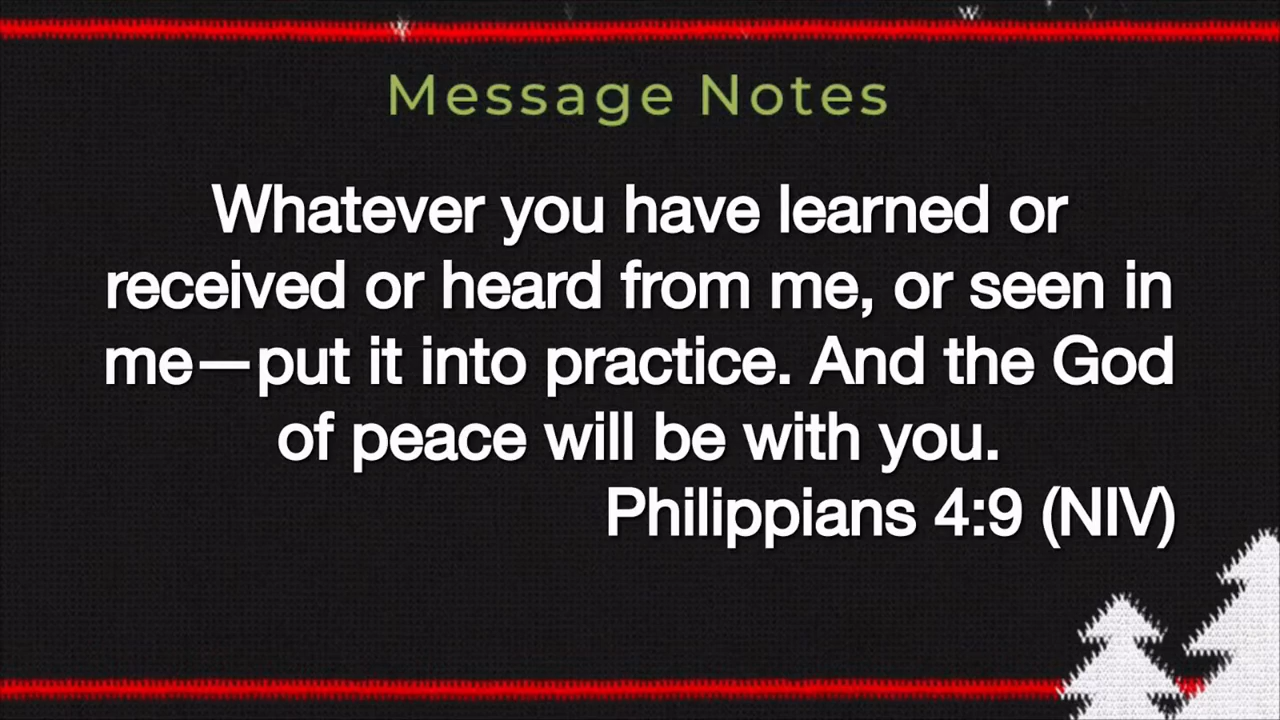 Message Notes
Whatever you have learned or
received or heard from me, or seen in
me—put it into practice. And the God
of peace will be with you.
Philippians 4:9 (NIV)